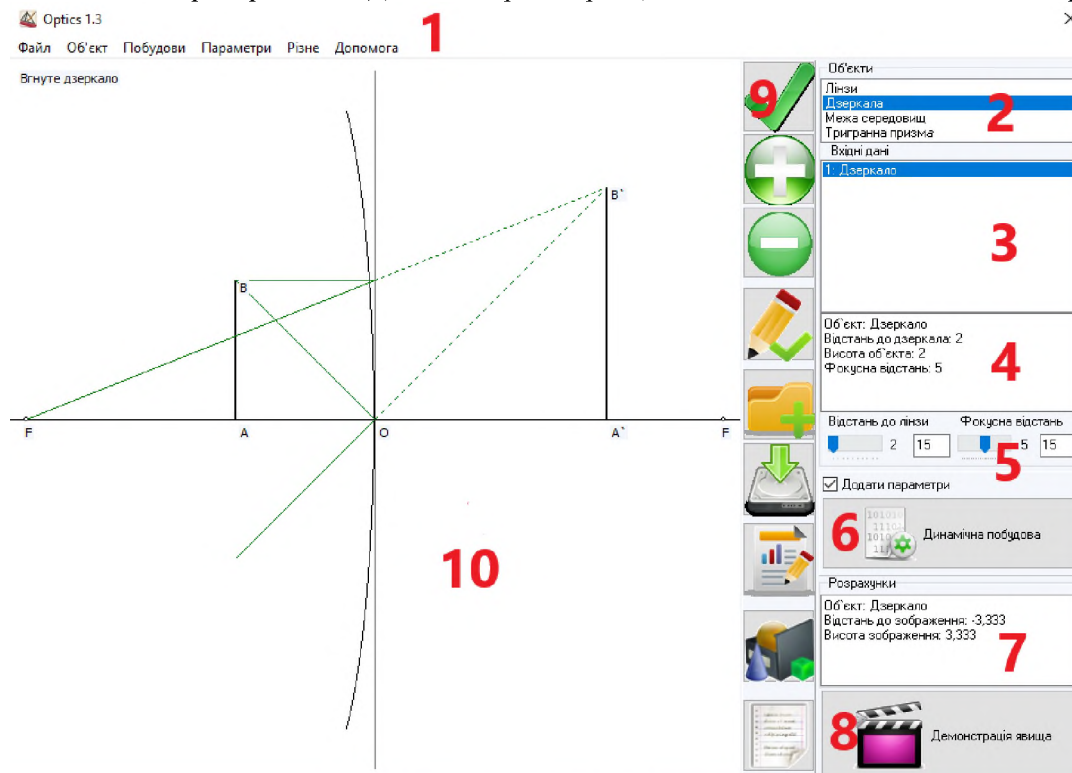 Optics 1.3
Файл Об'єкт Побудови Параметри Різне Допомога
1
Вгнуте дзеркало
9
Об'єкти
Лінзи
Дзеркала
Межа середовищ
Тригранна призма
2
Вхідні дані
1: Дзеркало
3
Об`єкт: Дзеркало
Відстань до дзеркала: 2
Висота об`єкта: 2
Фокусна відстань: 5
4
Відстань до лінзи Фокусна відстань
2 15 5 15
5
Додати параметри
6
Динамічна побудова
Розрахунки
Об`єкт: Дзеркало
Відстань до зображення: -3,333
Висота зображення: 3,333
7
8
Демонстрація явища
B`
B
F A O A` F
10